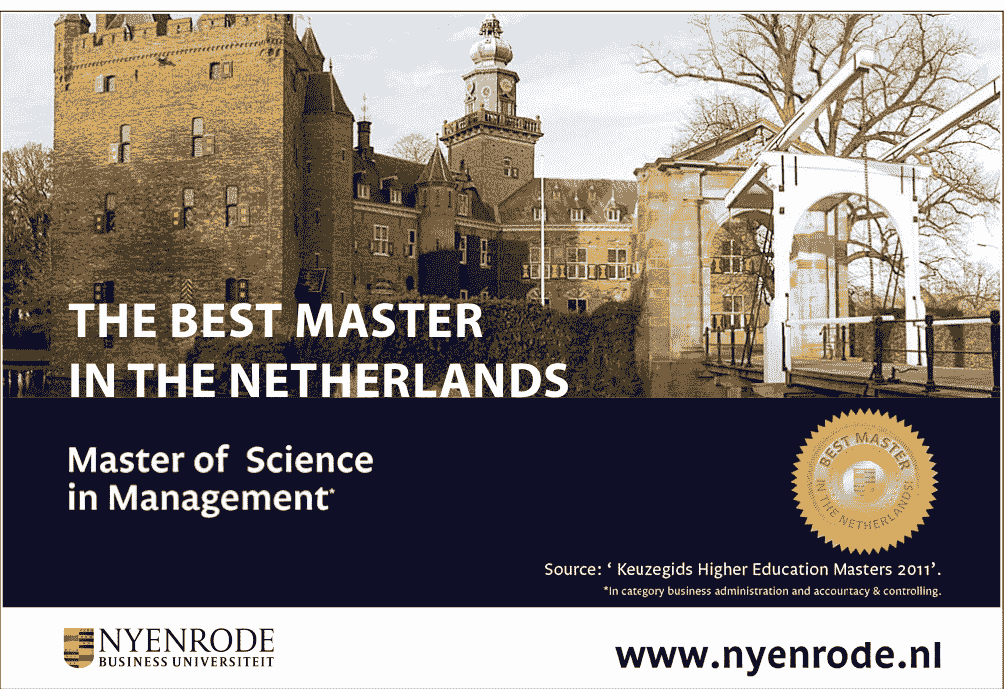 THE BEST MASTER
IN THE NETHERLANDS
Master of Science
in Management*
BEST MASTER
IN THE NETHERLANDS!
Source: ‘ Keuzegids Higher Education Masters 2011’.
*In category business administration and accountacy & controlling.
NYENRODE
BUSINESS UNIVERSITEIT
www.nyenrode.nl